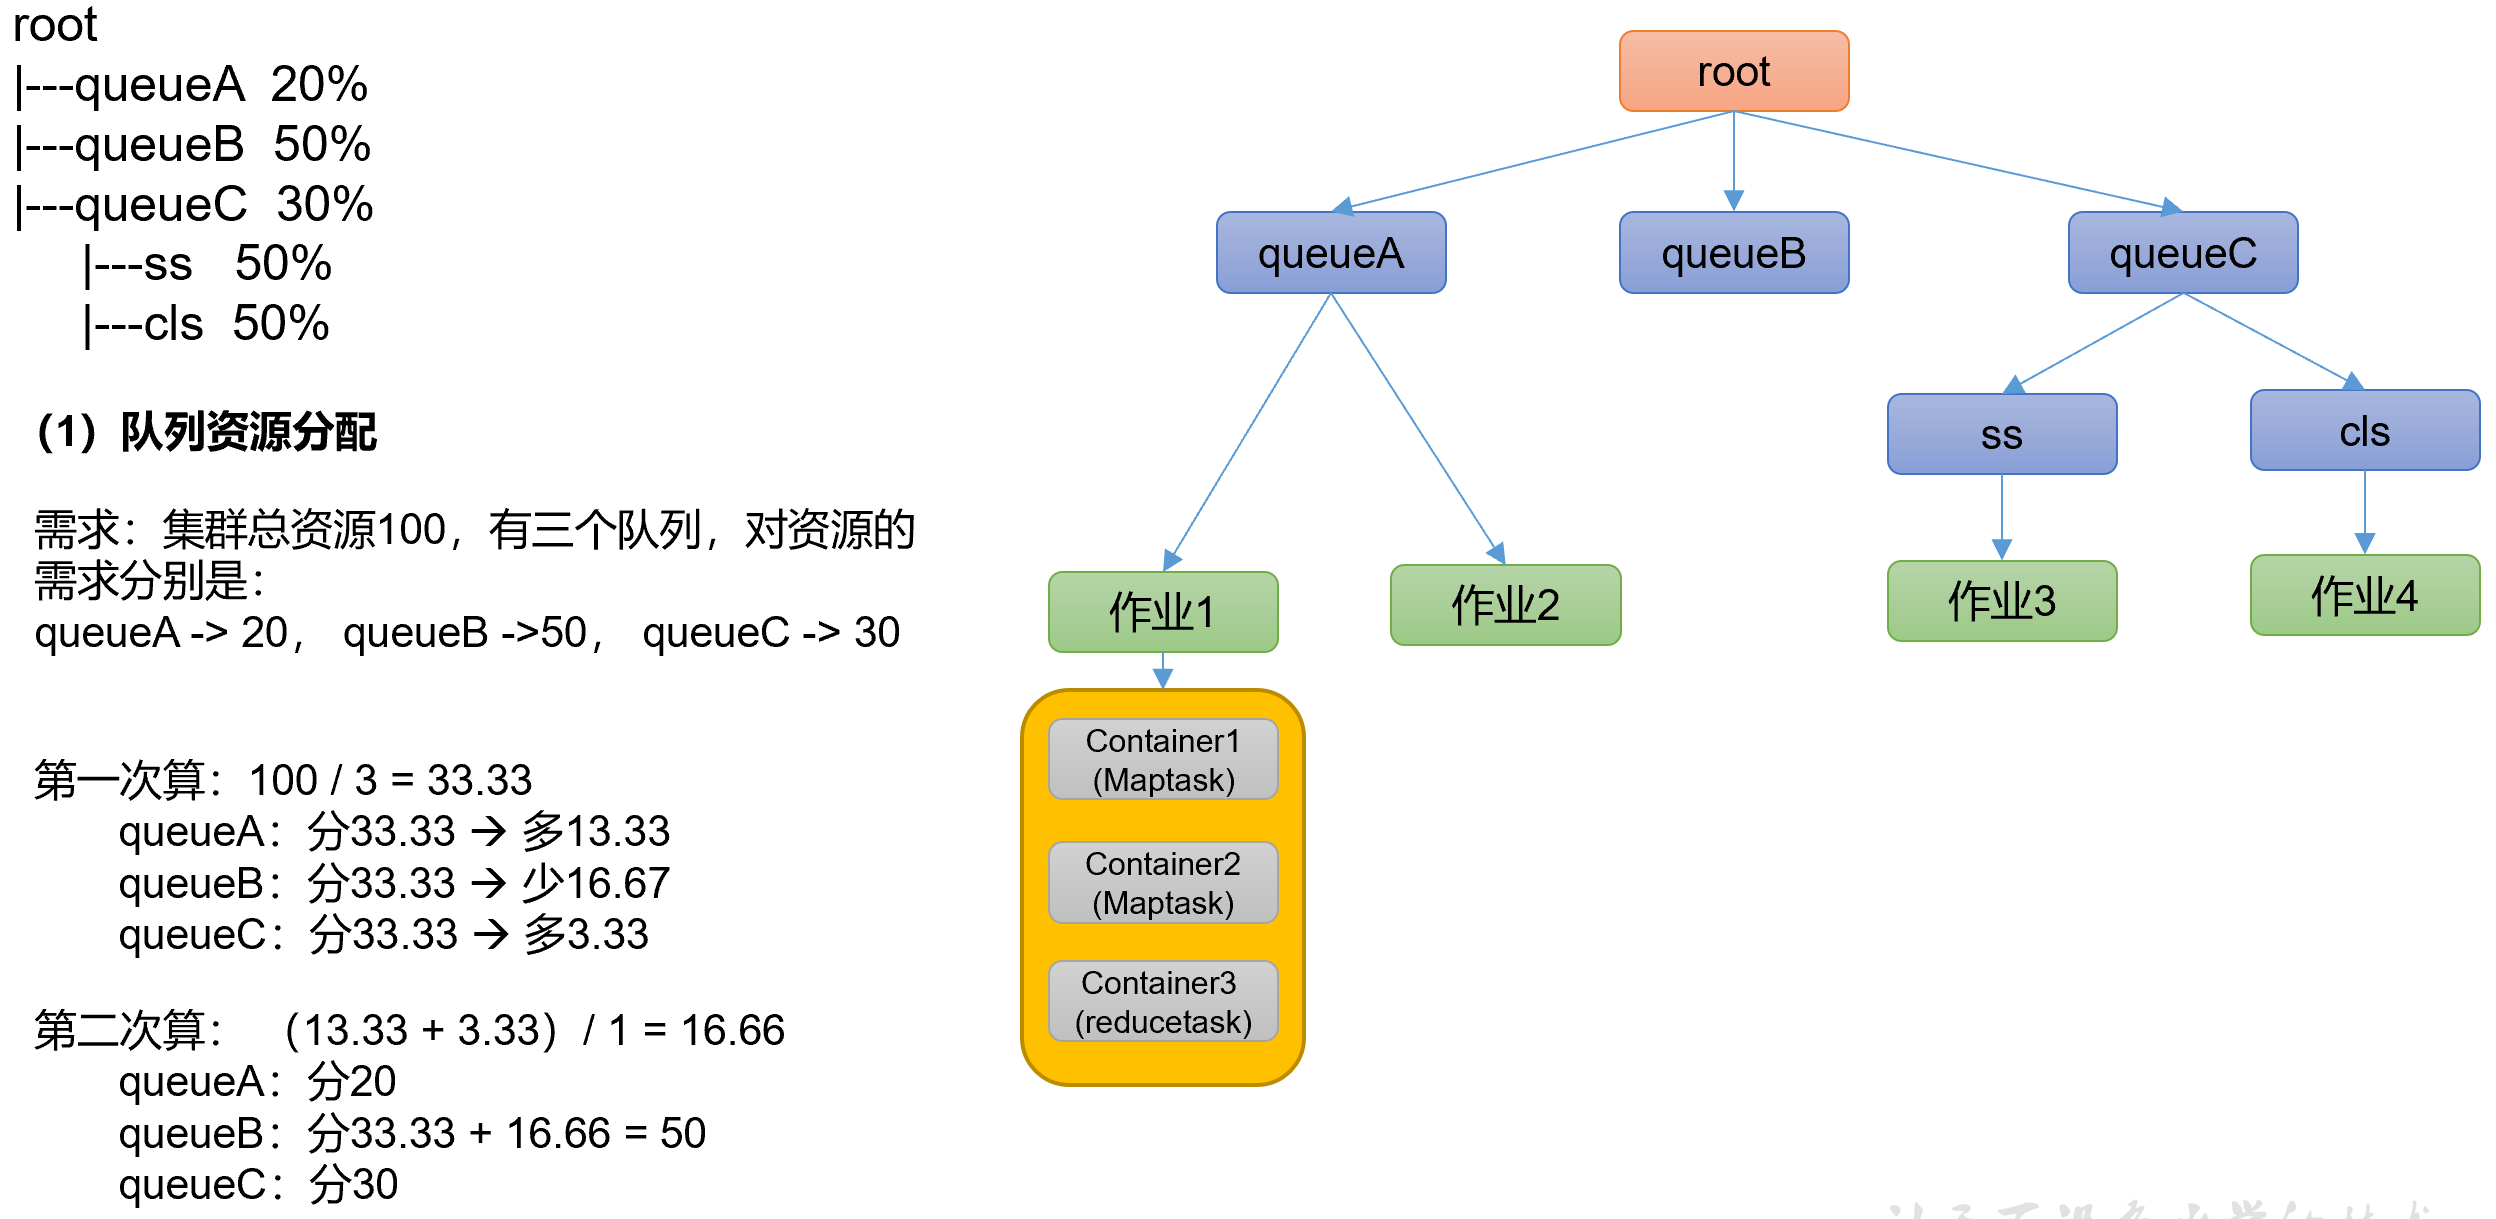 root
|---queueA 20%
|---queueB 50%
|---queueC 30%
|---ss 50%
|---cls 50%
（1）队列资源分配
需求：集群总资源100，有三个队列，对资源的
需求分别是：
queueA -> 20， queueB ->50， queueC -> 30
第一次算：100 / 3 = 33.33
queueA：分33.33 → 多13.33
queueB：分33.33 → 少16.67
queueC：分33.33 → 多3.33
第二次算： （13.33 + 3.33）/ 1 = 16.66
queueA：分20
queueB：分33.33 + 16.66 = 50
queueC：分30
root
queueA
queueB
queueC
ss
cls
作业1
作业2
作业3
作业4
Container1
(Maptask)
Container2
(Maptask)
Container3
(reducetask)